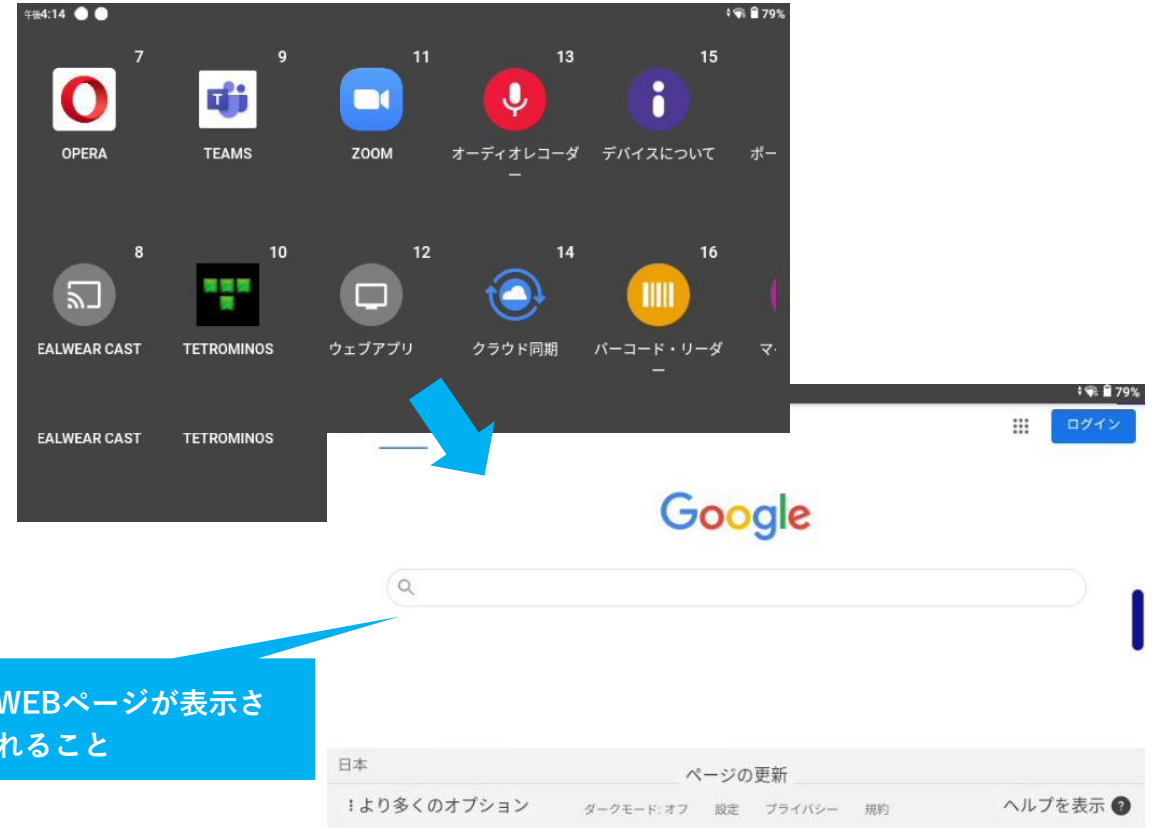 午後4:14
79%
7
9
11
13
15
OPERA
TEAMS
ZOOM
オーディオレコーダ
ー
デバイスについて
ポー
8
10
12
14
16
EALWEAR CAST
TETROMINOS
ウェブアプリ
クラウド同期
バーコード・リーダ
ー
マ
EALWEAR CAST
TETROMINOS
79%
ログイン
Google
WEBページが表示さ
れること
日本
ページの更新
より多くのオプション
ダークモード: オフ
設定
プライバシー
規約
ヘルプを表示 ?